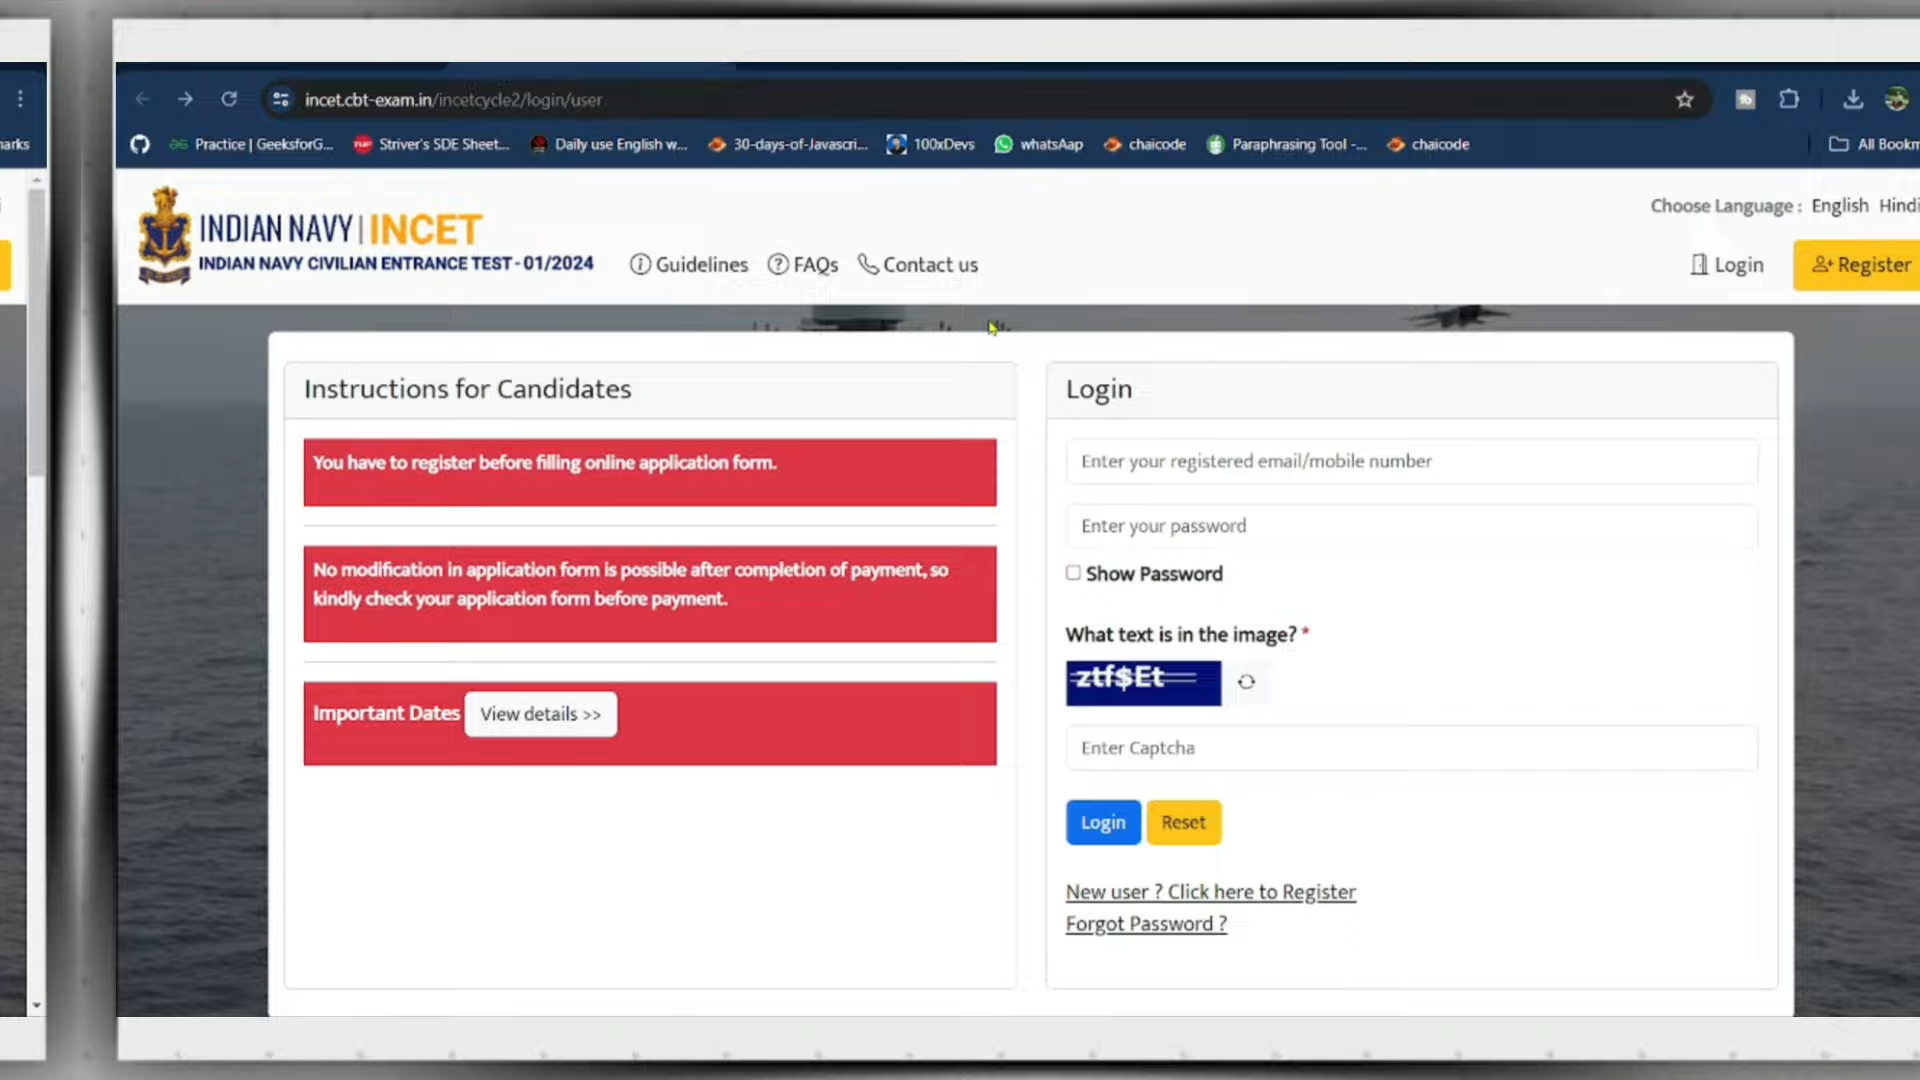 incet.cbt-exam.in/incetcycle2/login/user
arks
Practice | GeeksforG...
Striver's SDE Sheet...
Daily use English w...
30-days-of-Javascri...
100xDevs
whatsAap
chaicode
Paraphrasing Tool -...
chaicode
All Bookm
INDIAN NAVY | INCET
INDIAN NAVY CIVILIAN ENTRANCE TEST - 01/2024
Guidelines
FAQs
Contact us
Choose Language : English Hindi
Login
Register
Instructions for Candidates
You have to register before filling online application form.
No modification in application form is possible after completion of payment, so
kindly check your application form before payment.
Important Dates View details >>
Login
Enter your registered email/mobile number
Enter your password
Show Password
What text is in the image? *
ztf$Et
Enter Captcha
Login
Reset
New user ? Click here to Register
Forgot Password ?